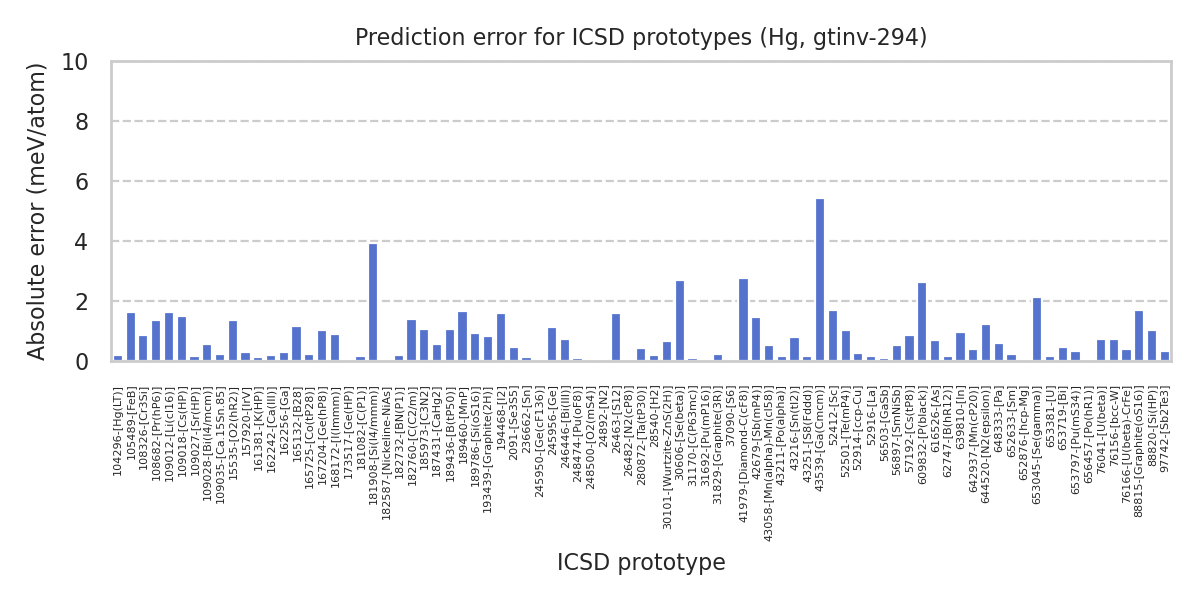 Prediction error for ICSD prototypes (Hg, gtinv-294)
Absolute error (meV/atom)
10
8
6
4
2
0
104296-[Hg(LT)]
105489-[FeB]
108326-[Cr3Si]
108682-[Pr(hP6)]
109012-[Li(cI16)]
109018-[Cs(HP)]
109027-[Sr(HP)]
109028-[Bi(I4/mcm)]
109035-[Ca.15Sn.85]
15535-[O2(hR2)]
157920-[IrV]
161381-[K(HP)]
162242-[Ca(III)]
162256-[Ga]
165132-[B28]
165725-[Co(tP28)]
167204-[Ge(hP8)]
168172-[I(Immm)]
173517-[Ge(HP)]
181082-[C(P1)]
181908-[Si(I4/mmm)]
182587-[Nickeline-NiAs]
182732-[BN(P1)]
182760-[C(C2/m)]
185973-[C3N2]
187431-[CaHg2]
189436-[B(tP50)]
189460-[MnP]
189786-[Si(oS16)]
193439-[Graphite(2H)]
194468-[I2]
2091-[Se3S5]
236662-[Sn]
245950-[Ge(cF136)]
245956-[Ge]
246446-[Bi(III)]
248474-[Pu(oF8)]
248500-[O2(mS4)]
24892-[N2]
26463-[S12]
26482-[N2(cP8)]
280872-[Ta(tP30)]
28540-[H2]
30101-[Wurtzite-ZnS(2H)]
30606-[Se(beta)]
31170-[C(P63mc)]
31692-[Pu(mP16)]
31829-[Graphite(3R)]
37090-[S6]
41979-[Diamond-C(cF8)]
42679-[Sb(mP4)]
43058-[Mn(alpha)-Mn(cI58)]
43211-[Po(alpha)]
43216-[Sn(tI2)]
43251-[S8(Fddd)]
43539-[Ga(Cmcm)]
52412-[Sc]
52501-[Te(mP4)]
52914-[ccp-Cu]
52916-[La]
56503-[GaSb]
56897-[SmNiSb]
57192-[Cs(tP8)]
609832-[P(black)]
616526-[As]
62747-[B(hR12)]
639810-[In]
642937-[Mn(cP20)]
644520-[N2(epsilon)]
648333-[Pa]
652633-[Sm]
652876-[hcp-Mg]
653045-[Se(gamma)]
653381-[U]
653719-[Bi]
653797-[Pu(mS34)]
656457-[Po(hR1)]
76041-[U(beta)]
76156-[bcc-W]
76166-[U(beta)-CrFe]
88815-[Graphite(oS16)]
88820-[Si(HP)]
97742-[Sb2Te3]
ICSD prototype